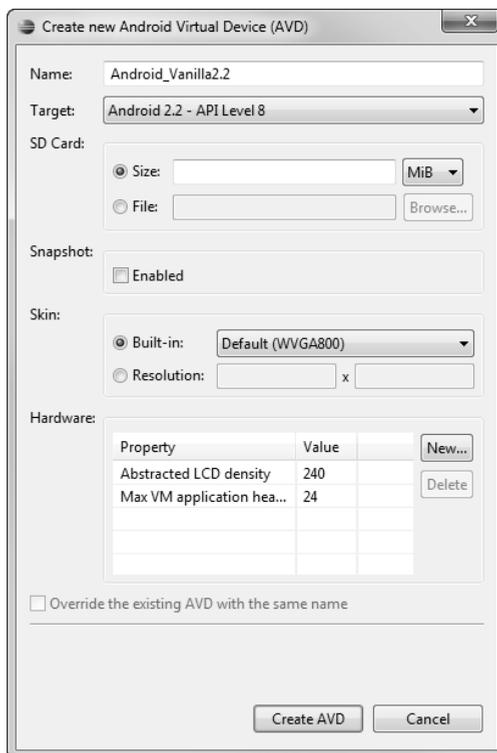 Create new Android Virtual Device (AVD)
x
Name: Android_Vanilla2.2
Target: Android 2.2 - API Level 8
SD Card:
Size: MiB
File: Browse...
Snapshot:
Enabled
Skin:
Built-in: Default (WVGA800)
Resolution: x
Hardware:
Property Value New...
Abstracted LCD density 240 Delete
Max VM application hea... 24
Override the existing AVD with the same name
Create AVD Cancel